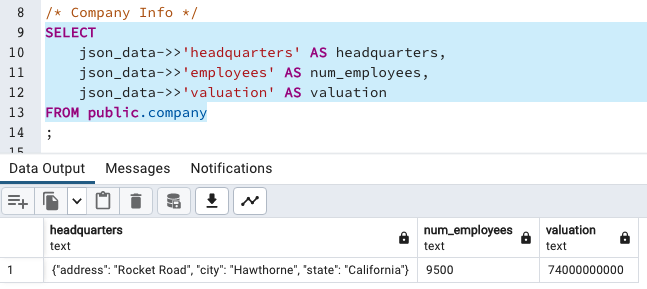 8 /* Company Info */
9 SELECT
10 json_data->>'headquarters' AS headquarters,
11 json_data->>'employees' AS num_employees,
12 json_data->>'valuation' AS valuation
13 FROM public.company
14 ;
15
Data Output Messages Notifications
headquarters num_employees valuation
text text text
1 {"address": "Rocket Road", "city": "Hawthorne", "state": "California"} 9500 74000000000